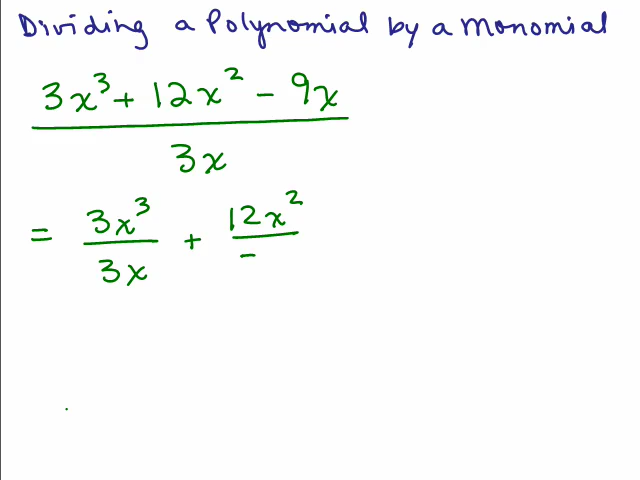 Dividing a Polynomial by a Monomial
3x³ + 12x² - 9x
3x
= 3x³/3x + 12x²/-